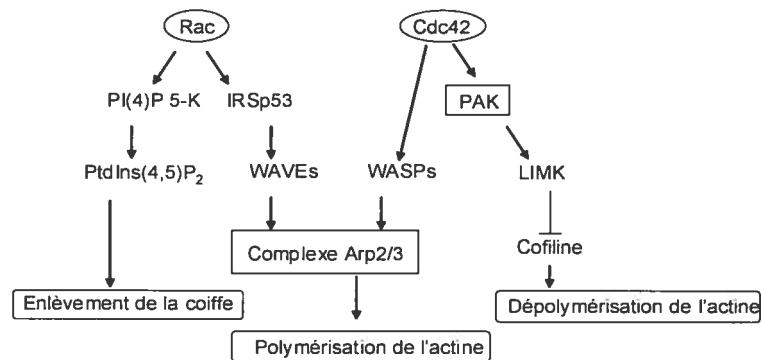 Rac
Cdc42
PI(4)P 5-K
IRSp53
PAK
PtdIns(4,5)P₂
WAVEs
WASPs
LIMK
Complexe Arp2/3
Cofiline
Enlèvement de la coiffe
Dépolymérisation de l'actine
Polymérisation de l'actine